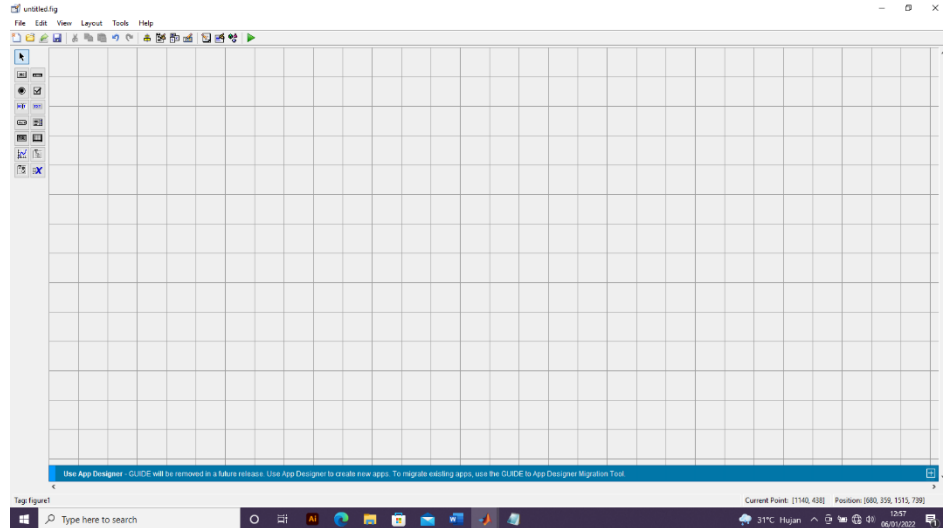 untitled.fig
File Edit View Layout Tools Help
Use App Designer - GUIDE will be removed in a future release. Use App Designer to create new apps. To migrate existing apps, use the GUIDE to App Designer Migration Tool.
Tag: figure1
Current Point: [1140, 438] Position: [680, 359, 1515, 739]
Type here to search
Ai
31°C Hujan
12:57
06/01/2022